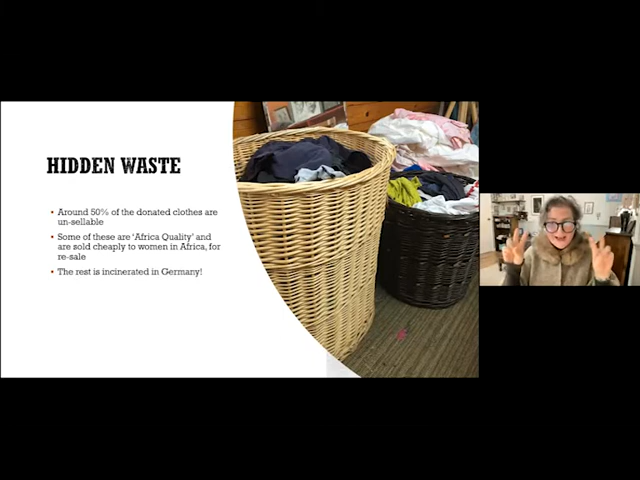 HIDDEN WASTE
• Around 50% of the donated clothes are
un-sellable
• Some of these are ‘Africa Quality’ and
are sold cheaply to women in Africa, for
re-sale
• The rest is incinerated in Germany!